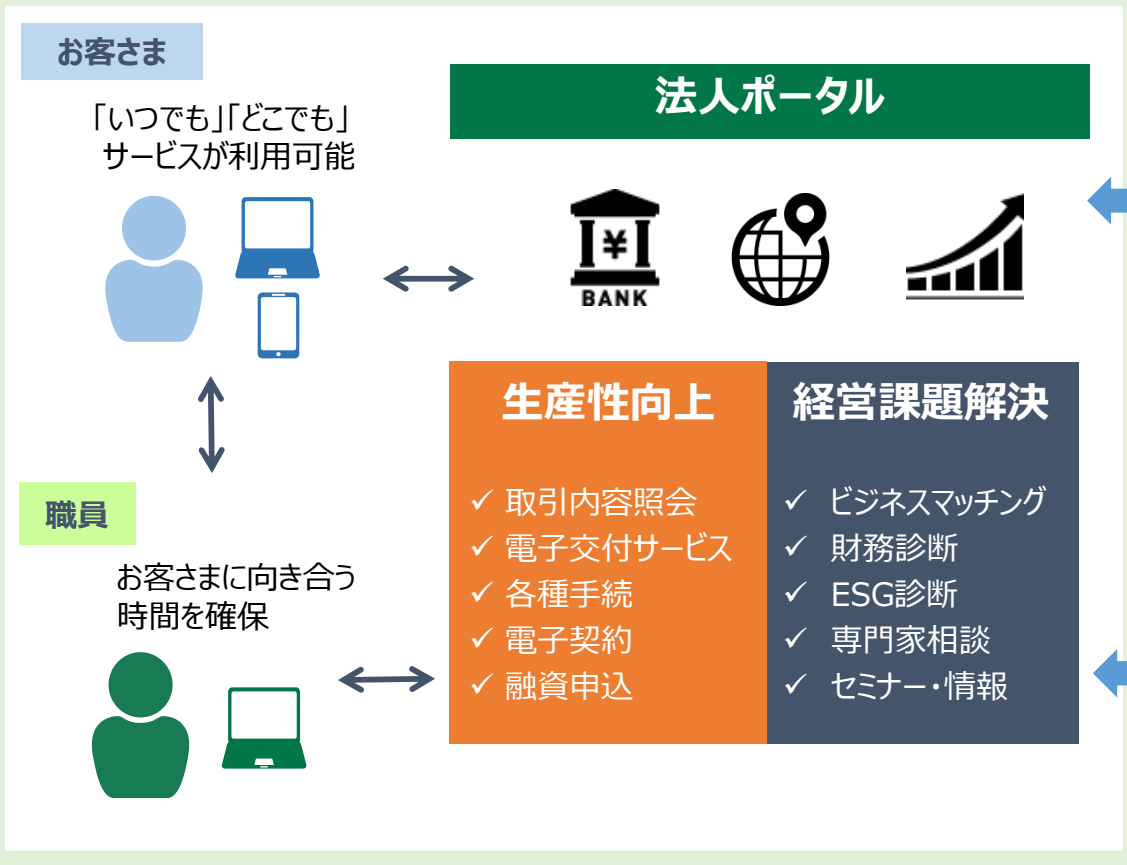 お客さま
「いつでも」「どこでも」
サービスが利用可能
法人ポータル
¥
BANK
生産性向上
取引内容照会
電子交付サービス
各種手続
電子契約
融資申込
経営課題解決
ビジネスマッチング
財務診断
ESG診断
専門家相談
セミナー・情報
職員
お客さまに向き合う
時間を確保